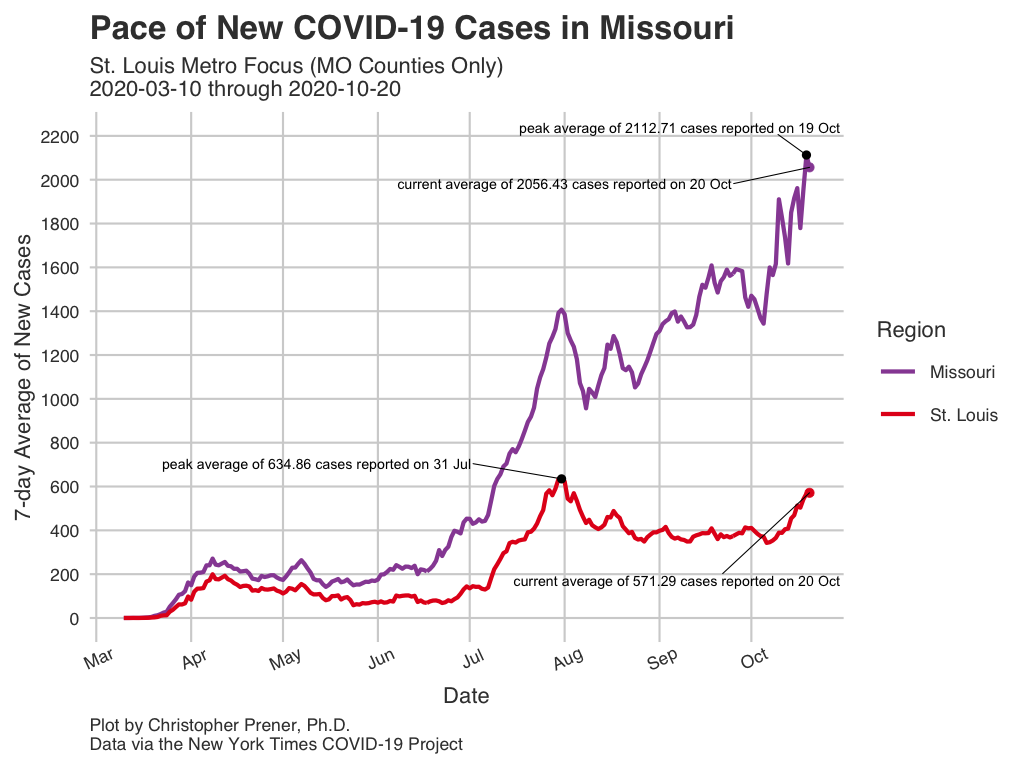 Pace of New COVID-19 Cases in Missouri
St. Louis Metro Focus (MO Counties Only)
2020-03-10 through 2020-10-20
peak average of 2112.71 cases reported on 19 Oct
current average of 2056.43 cases reported on 20 Oct
peak average of 634.86 cases reported on 31 Jul
current average of 571.29 cases reported on 20 Oct
7-day Average of New Cases
2200
2000
1800
1600
1400
1200
1000
800
600
400
200
0
Mar
Apr
May
Jun
Jul
Aug
Sep
Oct
Date
Region
Missouri
St. Louis
Plot by Christopher Prener, Ph.D.
Data via the New York Times COVID-19 Project